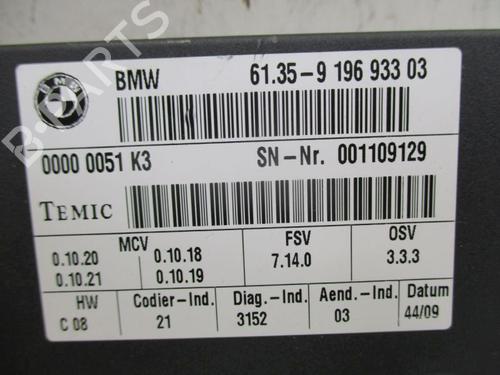 BMW 61.35-9 196 933 03
0000 0051 K3 SN-Nr. 001109129
TEMIC
MCV FSV OSV
0.10.20 0.10.18 7.14.0 3.3.3
0.10.21 0.10.19
HW Codier-Ind. Diag.-Ind. Aend.-Ind. Datum
C 08 21 3152 03 44/09
B-PARTS